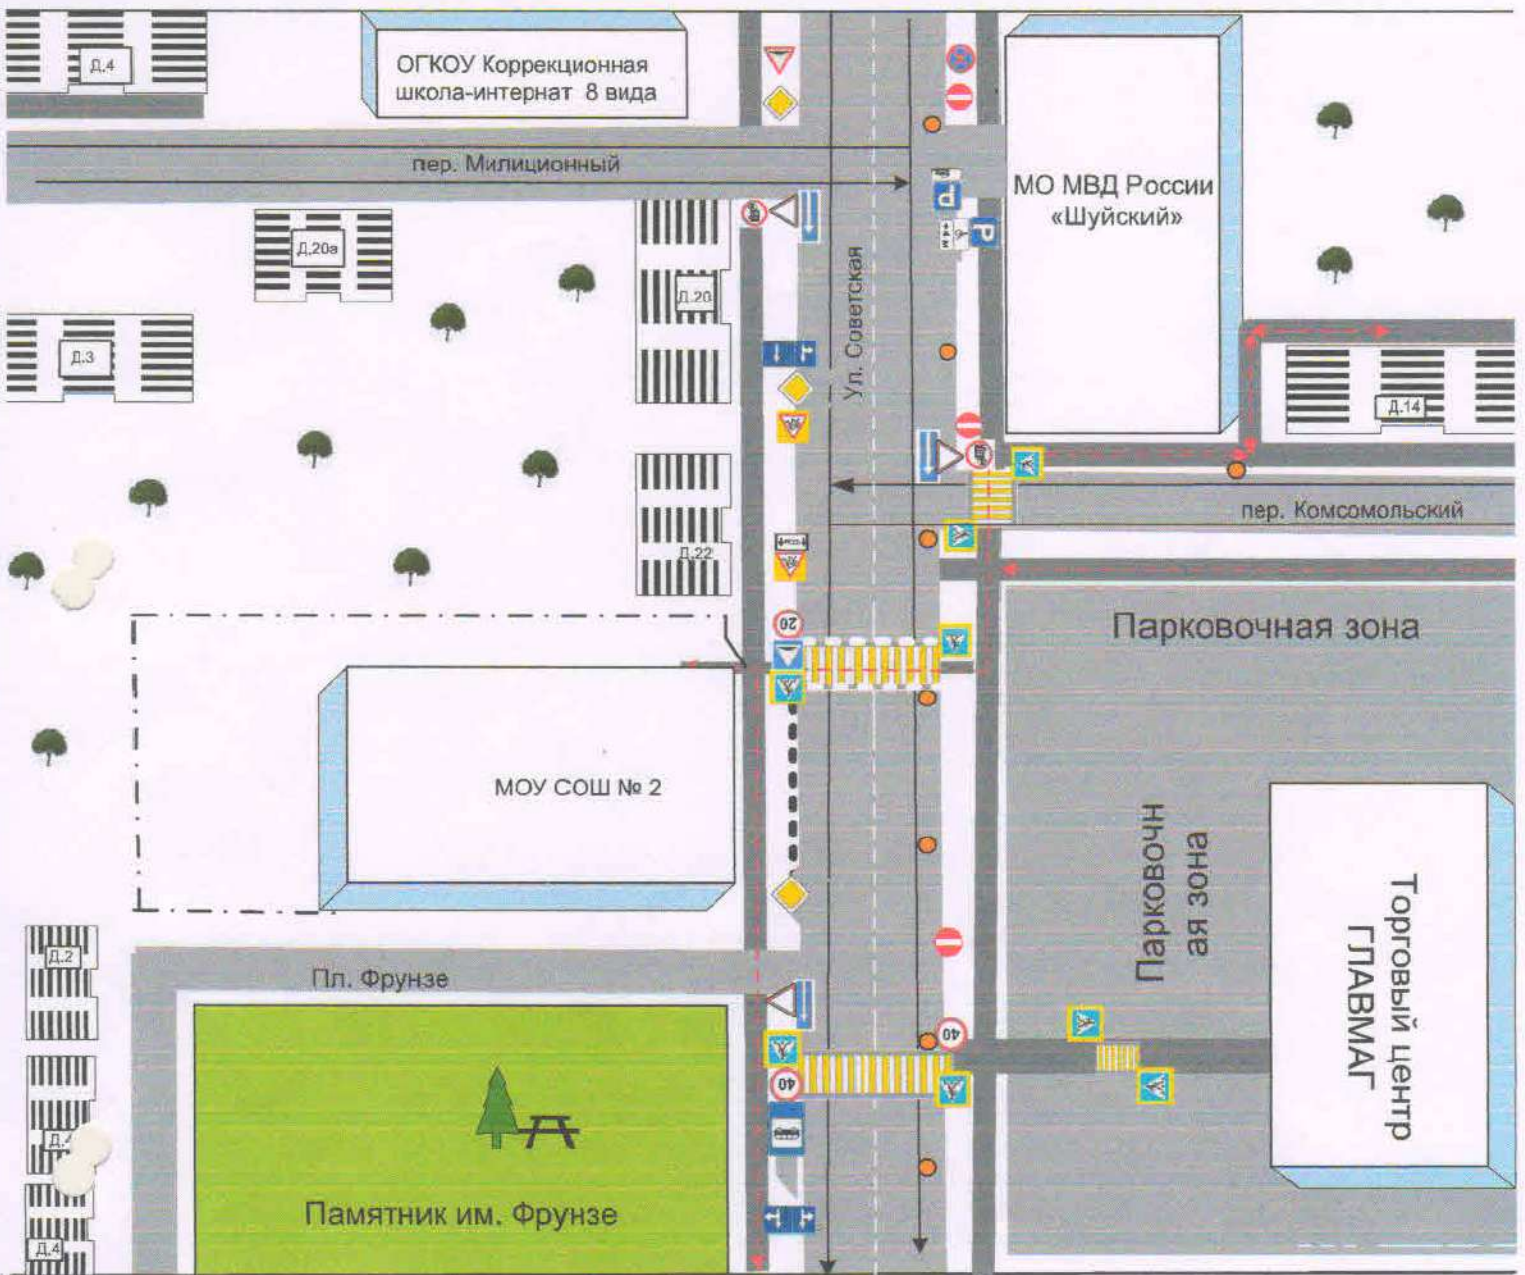 Д.4
ОГКОУ Коррекционная
школа-интернат 8 вида
пер. Милиционный
МО МВД России
«Шуйский»
Д.20а
Д.20
Ул. Советская
Д.3
Д.14
пер. Комсомольский
Д.22
20
Парковочная зона
МОУ СОШ № 2
Парковочн
ая зона
Торговый центр
ГЛАВМАГ
Д.2
Пл. Фрунзе
40
40
Памятник им. Фрунзе
Д.4